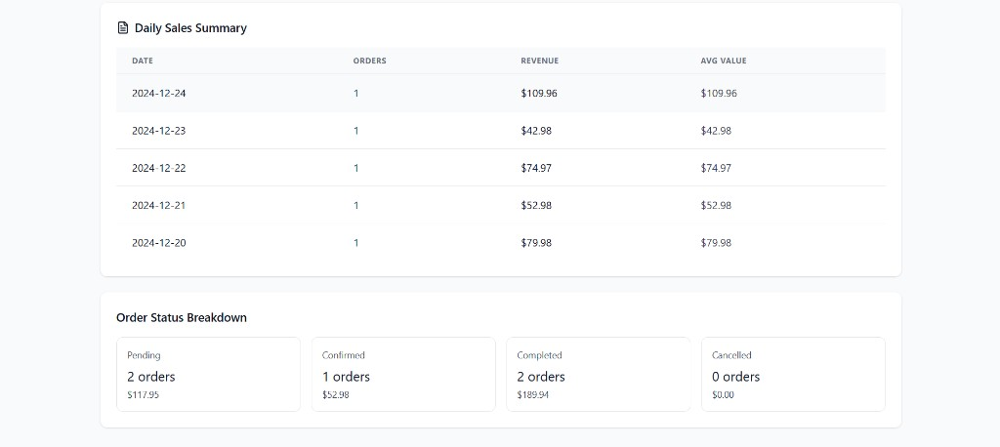 Daily Sales Summary
DATE ORDERS REVENUE AVG VALUE
2024-12-24 1 $109.96 $109.96
2024-12-23 1 $42.98 $42.98
2024-12-22 1 $74.97 $74.97
2024-12-21 1 $52.98 $52.98
2024-12-20 1 $79.98 $79.98
Order Status Breakdown
Pending Confirmed Completed Cancelled
2 orders 1 orders 2 orders 0 orders
$117.95 $52.98 $189.94 $0.00